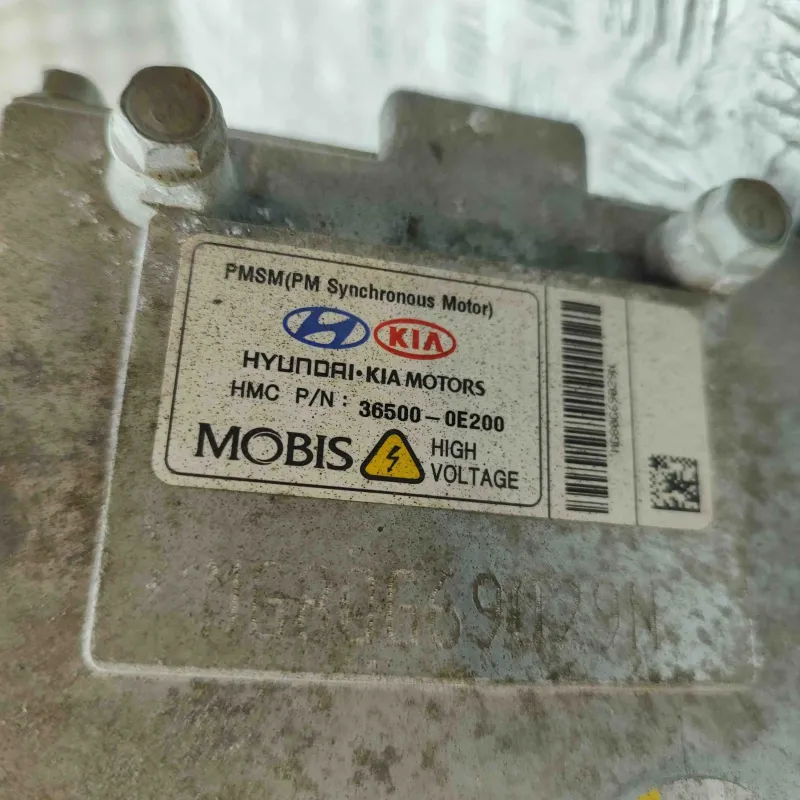 PMSM(PM Synchronous Motor)
KIA
HYUNDAI·KIA MOTORS
HMC P/N : 36500-0E200
MOBIS
HIGH
VOLTAGE